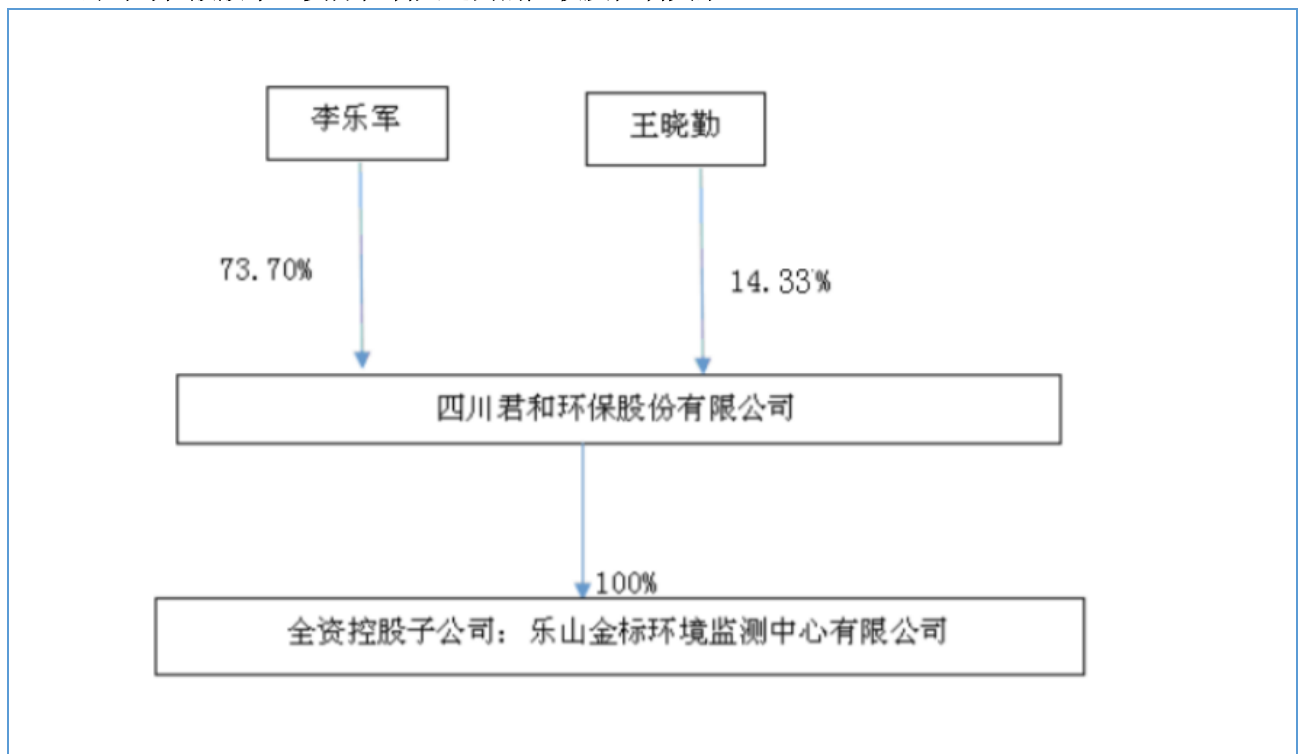 李乐军
王晓勤
73.70%
14.33%
四川君和环保股份有限公司
100%
全资控股子公司：乐山金标环境监测中心有限公司